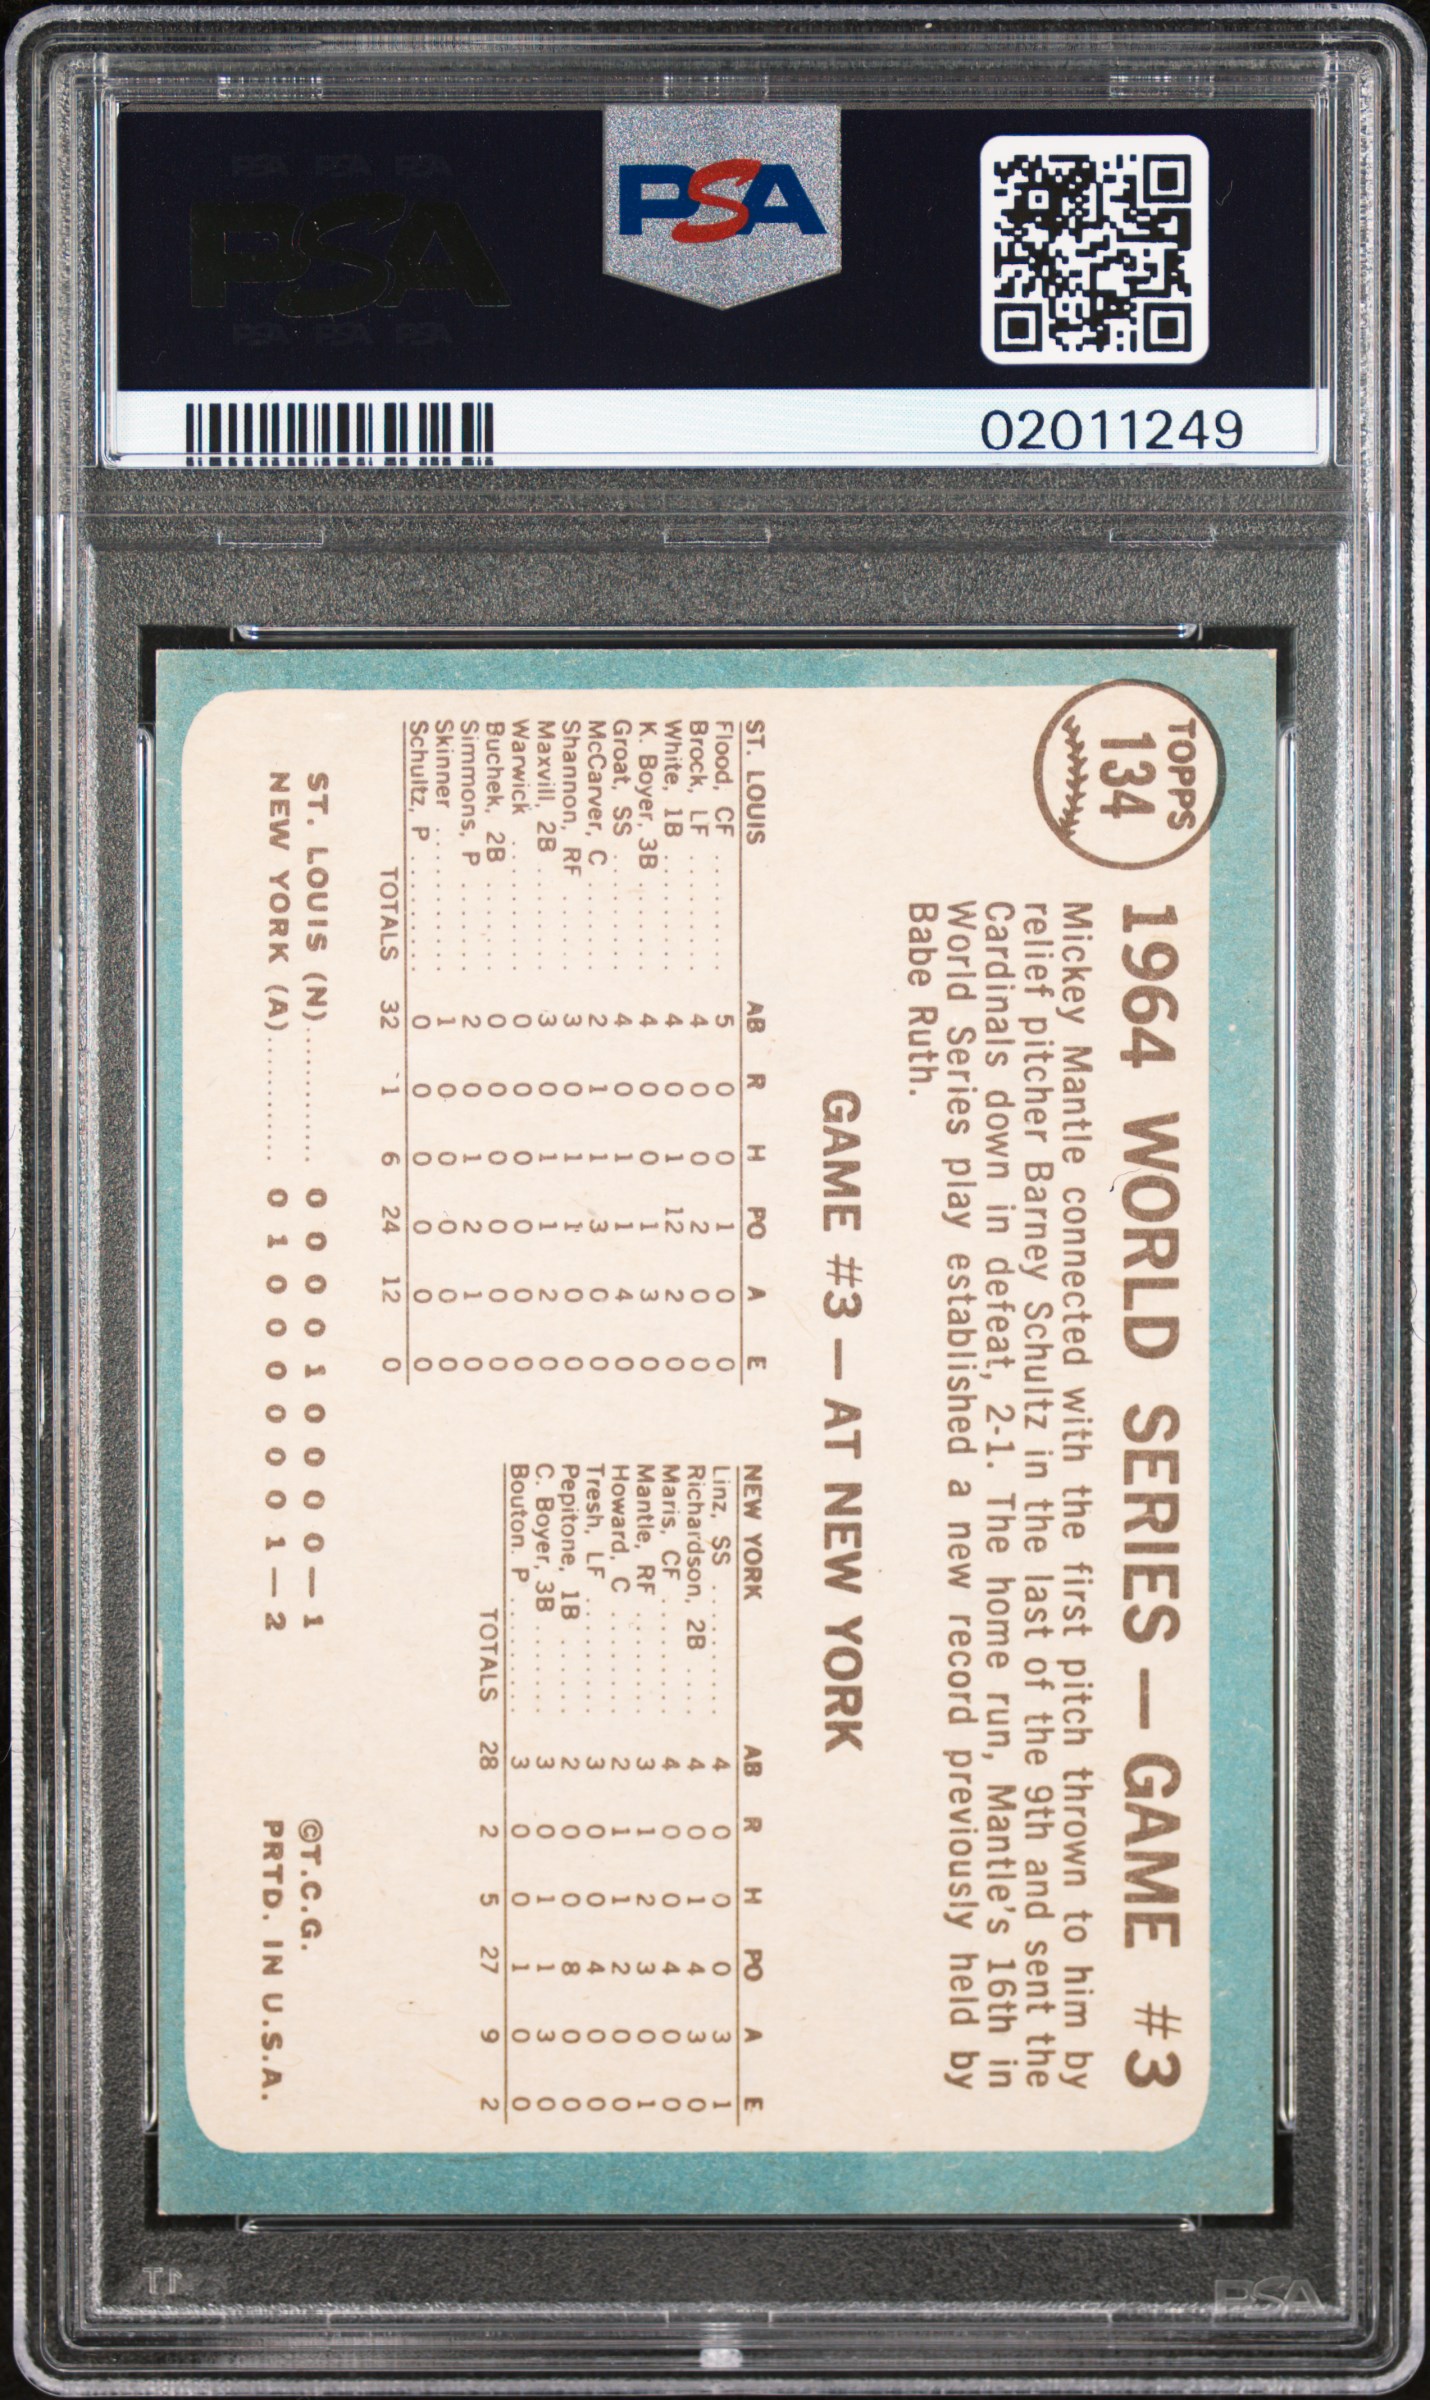 PSA PSA PSA
PSA
PSA PSA PSA
PSA
02011249
TOPPS
134
1964 WORLD SERIES — GAME #3
Mickey Mantle connected with the first pitch thrown to him by
relief pitcher Barney Schultz in the last of the 9th and sent the
Cardinals down in defeat, 2-1. The home run, Mantle's 16th in
World Series play established a new record previously held by
Babe Ruth.
GAME #3 — AT NEW YORK
ST. LOUIS AB R H PO A E
Flood, CF ......... 5 0 0 1 0 0
Brock, LF ......... 4 0 0 2 0 0
White, 1B ......... 4 0 1 12 2 0
K. Boyer, 3B ....... 4 0 0 1 3 0
Groat, SS ......... 4 0 1 1 4 0
McCarver, C ....... 2 1 1 3 0 0
Shannon, RF ...... 3 0 1 1 0 0
Maxvill, 2B ........ 3 0 1 1 2 0
Warwick .......... 0 0 0 0 0 0
Buchek, 2B ....... 0 0 0 0 0 0
Simmons, P ....... 2 0 1 2 1 0
Skinner .......... 1 0 0 0 0 0
Schultz, P ......... 0 0 0 0 0 0
TOTALS 32 1 6 24 12 0
NEW YORK AB R H PO A E
Linz, SS .......... 4 0 0 0 3 1
Richardson, 2B .... 4 0 1 4 3 0
Maris, CF ......... 4 0 0 4 0 0
Mantle, RF ........ 3 1 2 3 0 1
Howard, C ........ 2 1 1 2 0 0
Tresh, LF ......... 3 0 0 4 0 0
Pepitone, 1B ...... 2 0 0 8 0 0
C. Boyer, 3B ....... 3 0 1 1 3 0
Bouton. P ......... 3 0 0 1 0 0
TOTALS 28 2 5 27 9 2
ST. LOUIS (N)........... 0 0 0 0 1 0 0 0 0 — 1
NEW YORK (A)........... 0 1 0 0 0 0 0 0 1 — 2
©T.C.G.
PRTD. IN U.S.A.
PSA